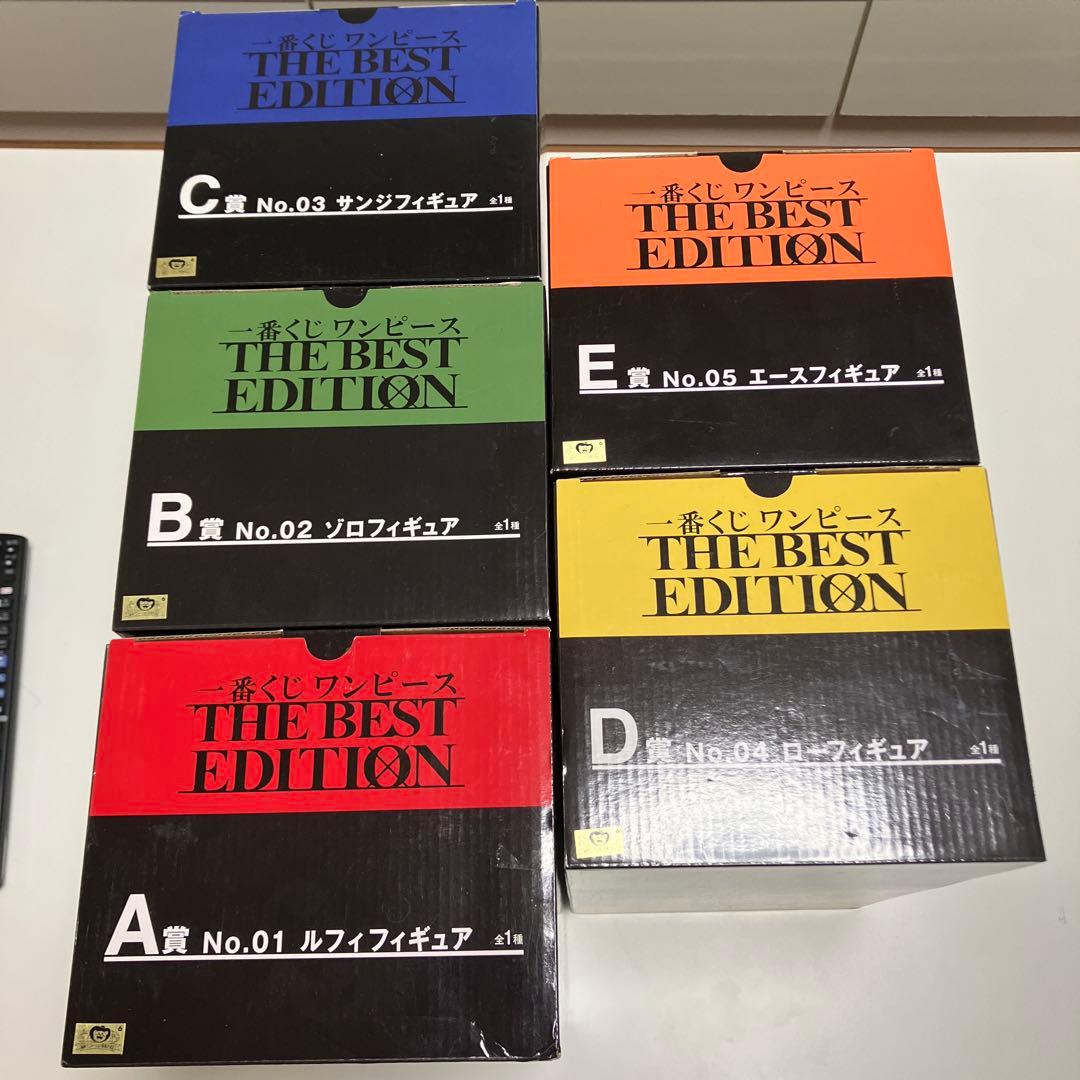 一番くじ ワンピース
THE BEST
EDITION
C賞 No.03 サンジフィギュア 全1種
一番くじ ワンピース
THE BEST
EDITION
B賞 No.02 ゾロフィギュア 全1種
一番くじ ワンピース
THE BEST
EDITION
A賞 No.01 ルフィフィギュア 全1種
一番くじ ワンピース
THE BEST
EDITION
E賞 No.05 エースフィギュア 全1種
一番くじ ワンピース
THE BEST
EDITION
D賞 No.04 ローフィギュア 全1種